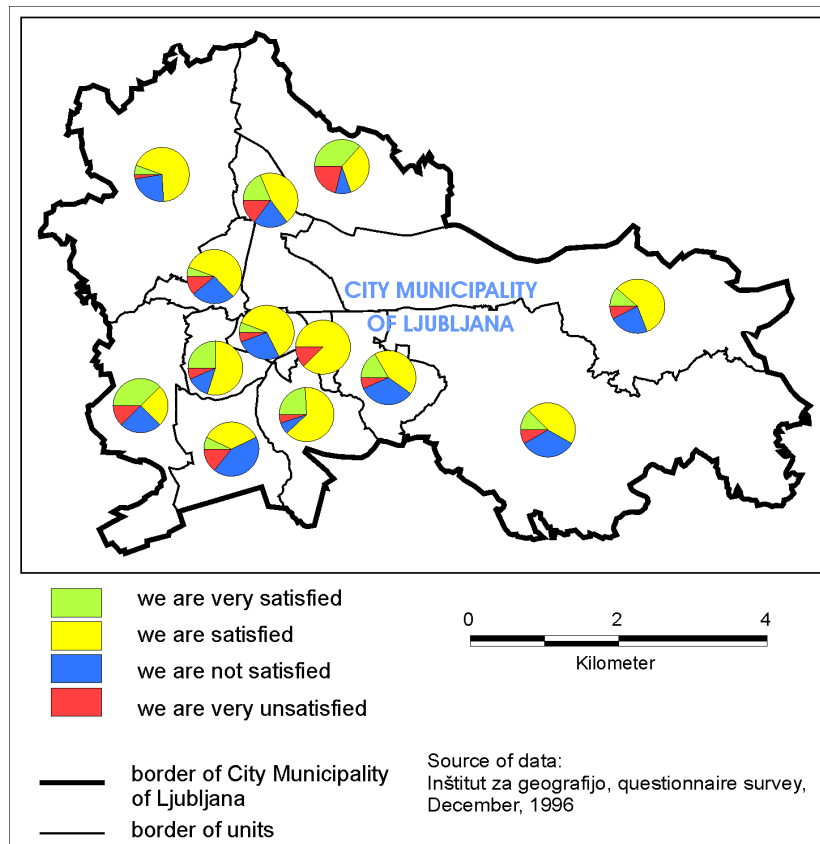 CITY MUNICIPALITY
OF LJUBLJANA
we are very satisfied
we are satisfied
we are not satisfied
we are very unsatisfied
0 2 4
Kilometer
border of City Municipality
of Ljubljana
border of units
Source of data:
Inštitut za geografijo, questionnaire survey,
December, 1996